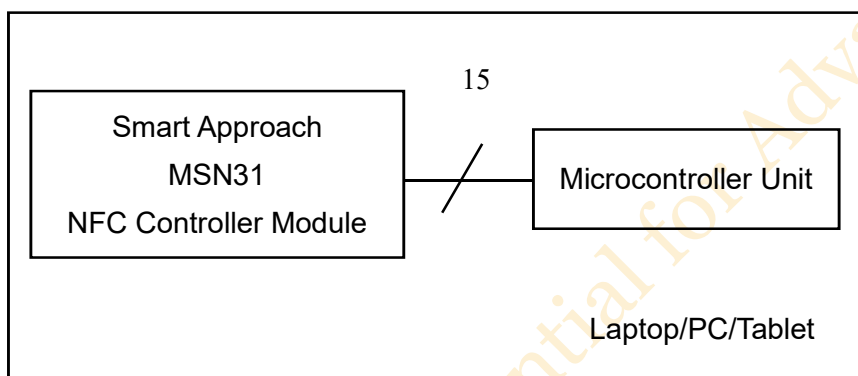 15
Smart Approach
MSN31
NFC Controller Module
Microcontroller Unit
Laptop/PC/Tablet